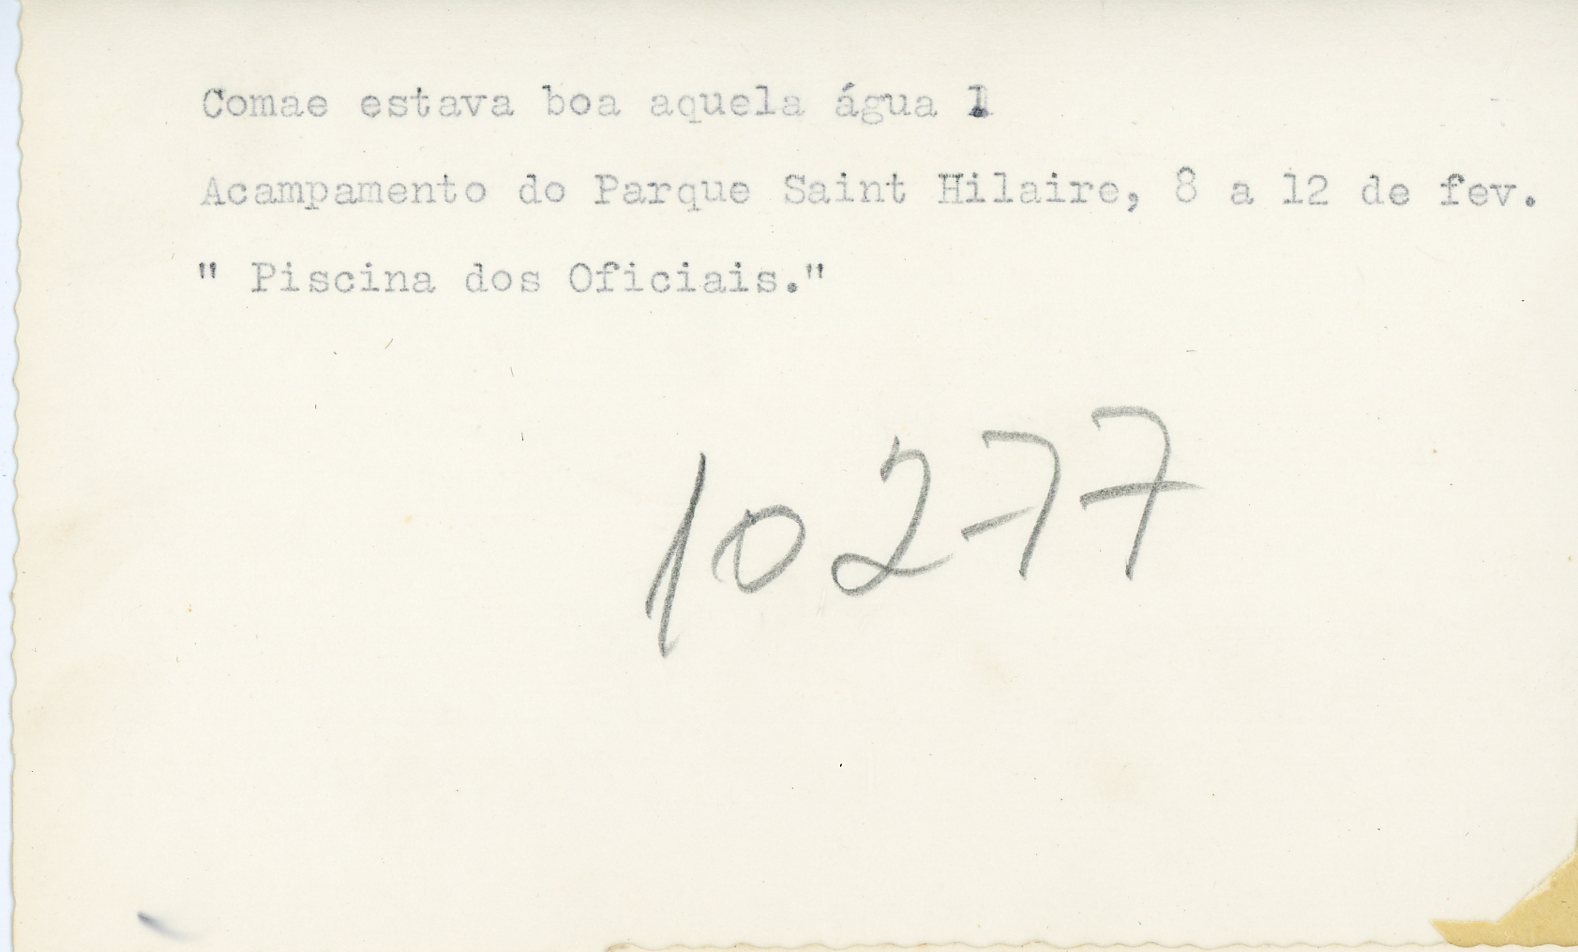 Comae estava boa aquela água !
Acampamento do Parque Saint Hilaire, 8 a 12 de fev.
" Piscina dos Oficiais."
10277